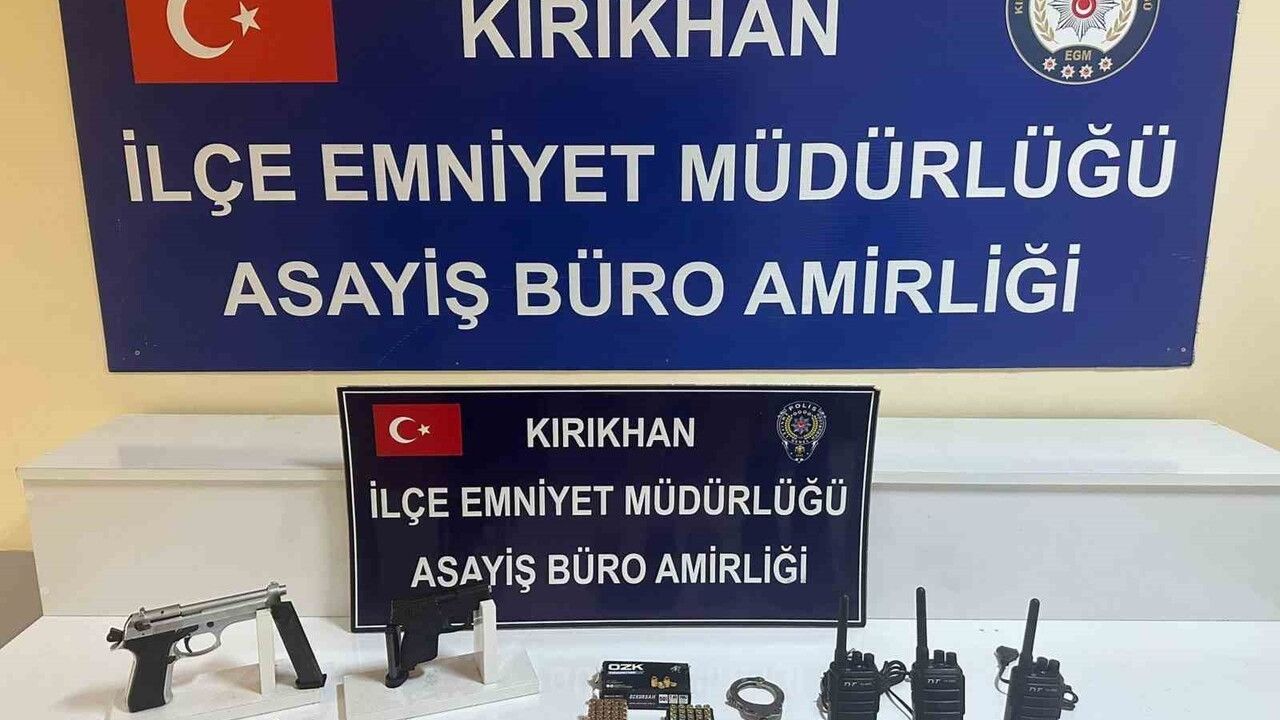 KIRIKHAN
EGM
İLÇE EMNİYET MÜDÜRLÜĞÜ
ASAYİŞ BÜRO AMİRLİĞİ
KIRIKHAN
POLİS
İLÇE EMNİYET MÜDÜRLÜĞÜ
ASAYİŞ BÜRO AMİRLİĞİ
OZK